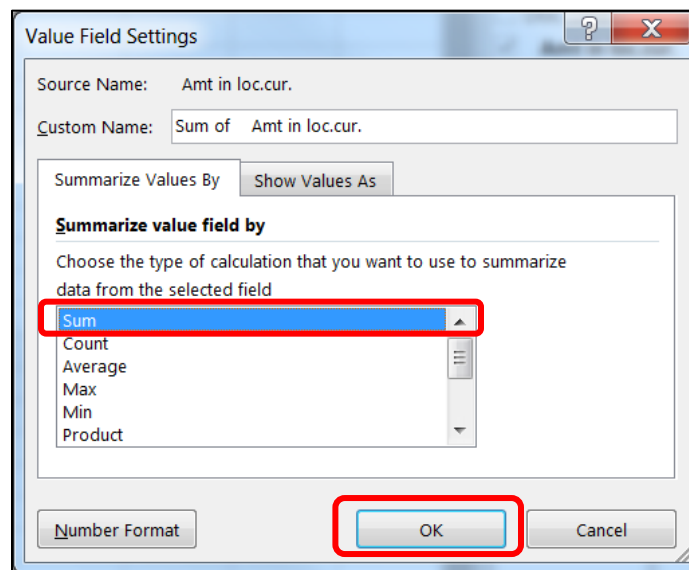 Value Field Settings
Source Name: Amt in loc.cur.
Custom Name: Sum of Amt in loc.cur.
Summarize Values By Show Values As
Summarize value field by
Choose the type of calculation that you want to use to summarize
data from the selected field
Sum
Count
Average
Max
Min
Product
Number Format OK Cancel